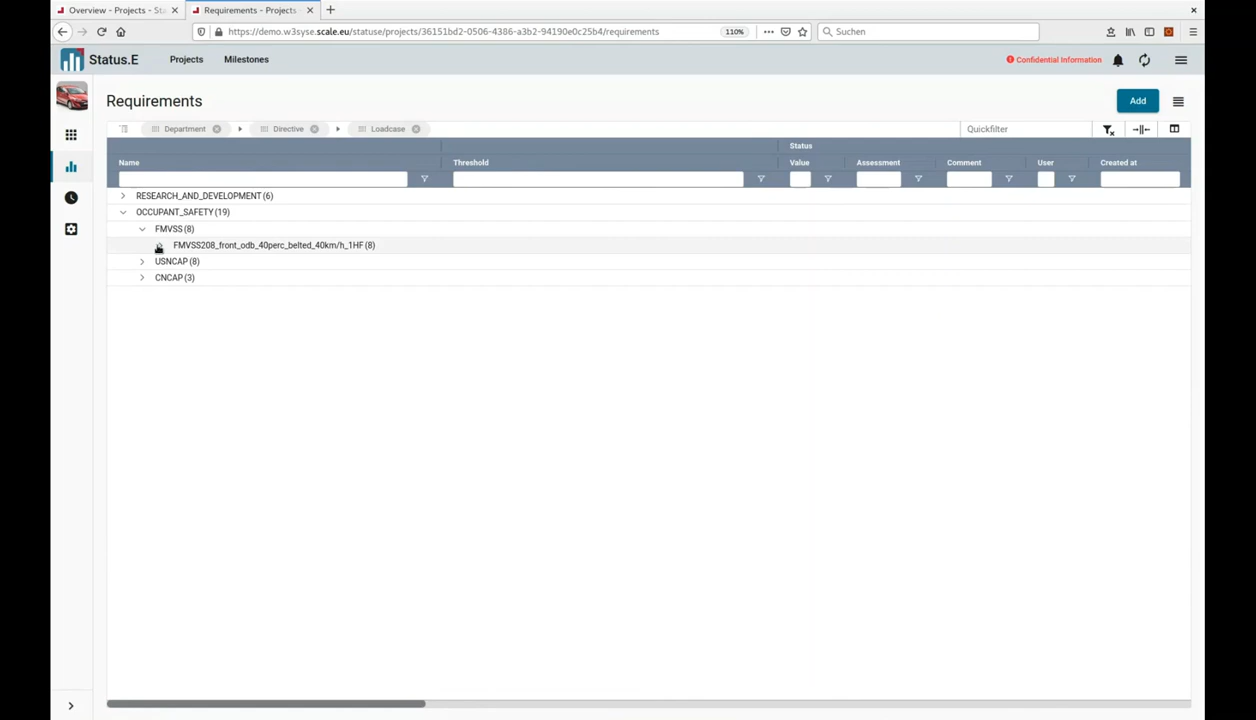 Overview - Projects - Sta
Requirements - Projects -
https://demo.w3syse.scale.eu/statuse/projects/36151bd2-0506-4386-a3b2-94190e0c25b4/requirements
110%
Suchen
Status.E
Projects
Milestones
Confidential Information
Requirements
Add
Department
Directive
Loadcase
Quickfilter
Status
Name
Threshold
Value
Assessment
Comment
User
Created at
RESEARCH_AND_DEVELOPMENT (6)
OCCUPANT_SAFETY (19)
FMVSS (8)
FMVSS208_front_odb_40perc_belted_40km/h_1HF (8)
USNCAP (8)
CNCAP (3)